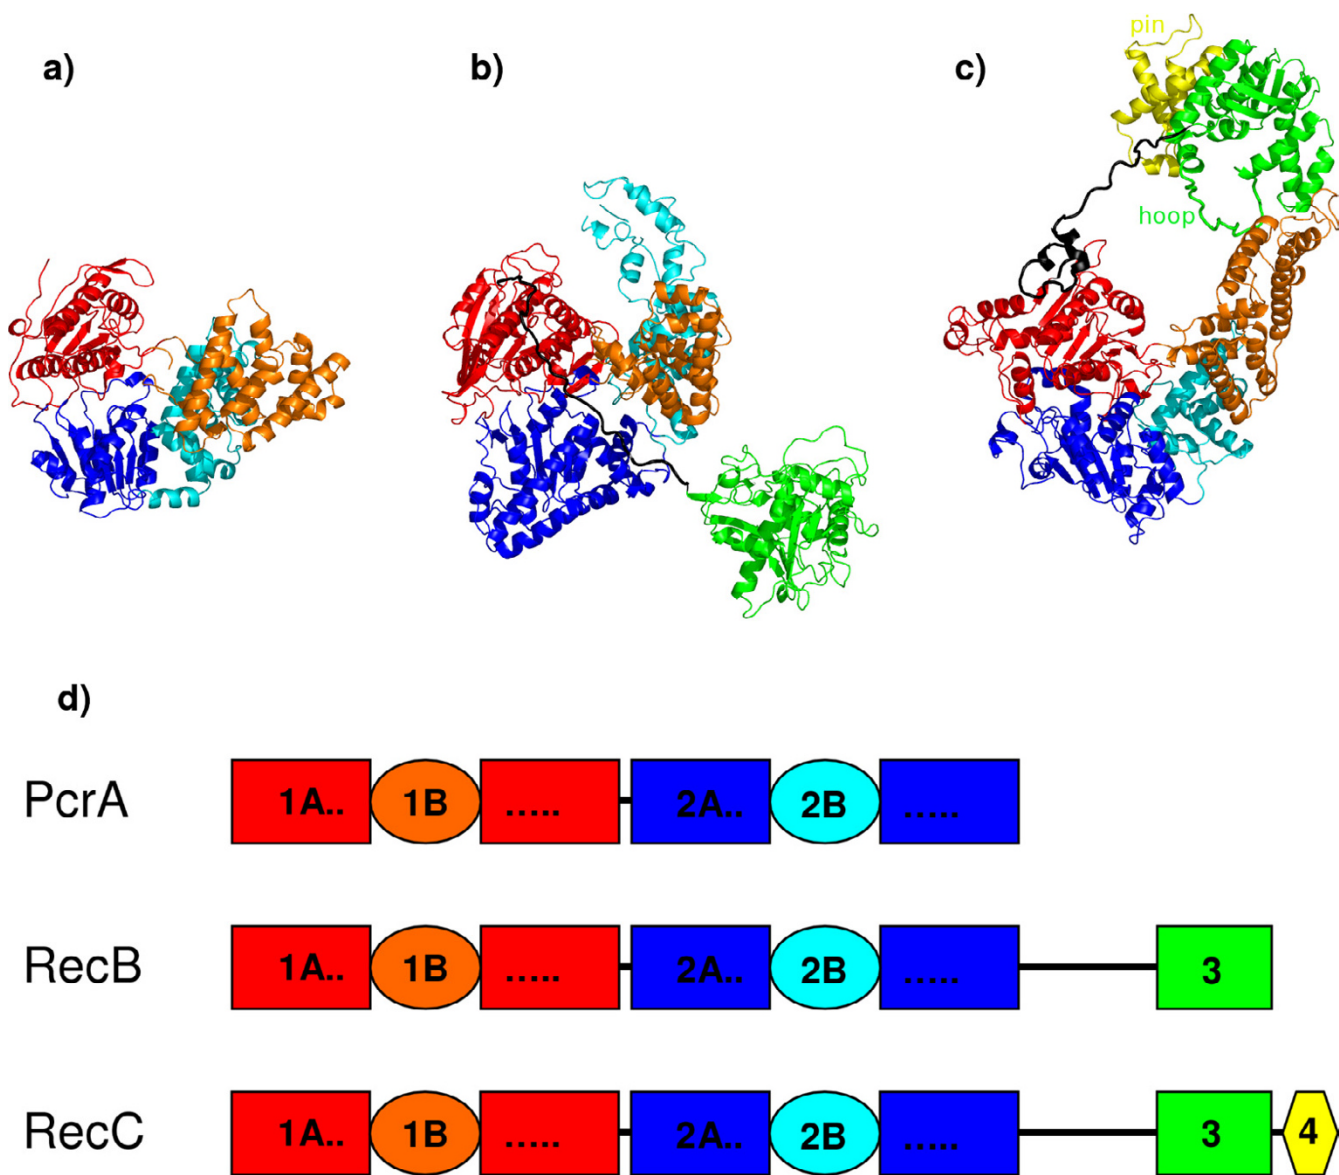 a)
b)
c)
pin
hoop
d)
PcrA 1A.. 1B ..... 2A.. 2B .....
RecB 1A.. 1B ..... 2A.. 2B ..... 3
RecC 1A.. 1B ..... 2A.. 2B ..... 3 4